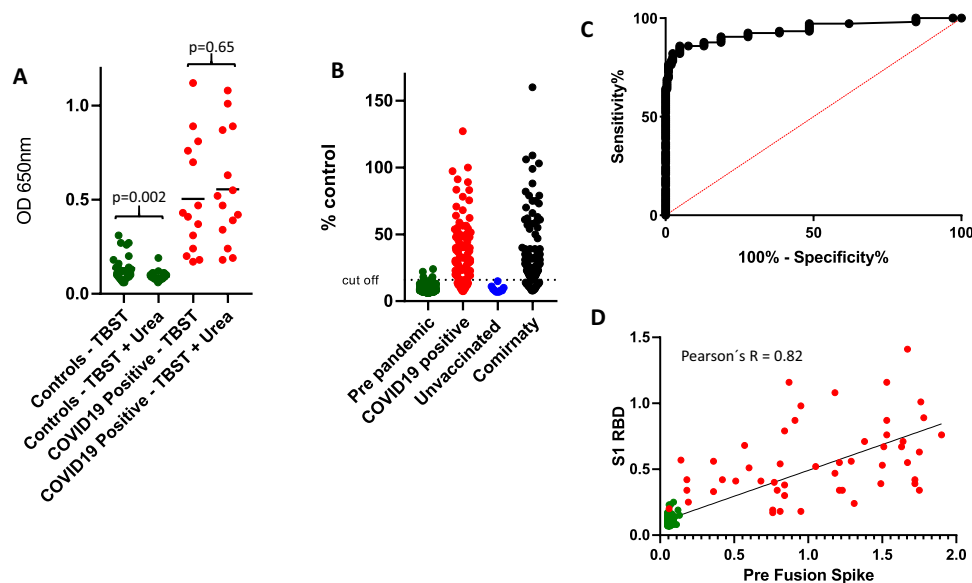 A
p=0.65
p=0.002
OD 650nm
1.0
0.5
0.0
Controls - TBST
Controls - TBST + Urea
COVID19 Positive - TBST
COVID19 Positive - TBST + Urea
B
% control
150
100
50
0
cut off
Pre pandemic
COVID19 positive
Unvaccinated
Comirnaty
C
Sensitivity%
100
50
0
0
50
100
100% - Specificity%
D
Pearson´s R = 0.82
S1 RBD
1.5
1.0
0.5
0.0
0.0
0.5
1.0
1.5
2.0
Pre Fusion Spike